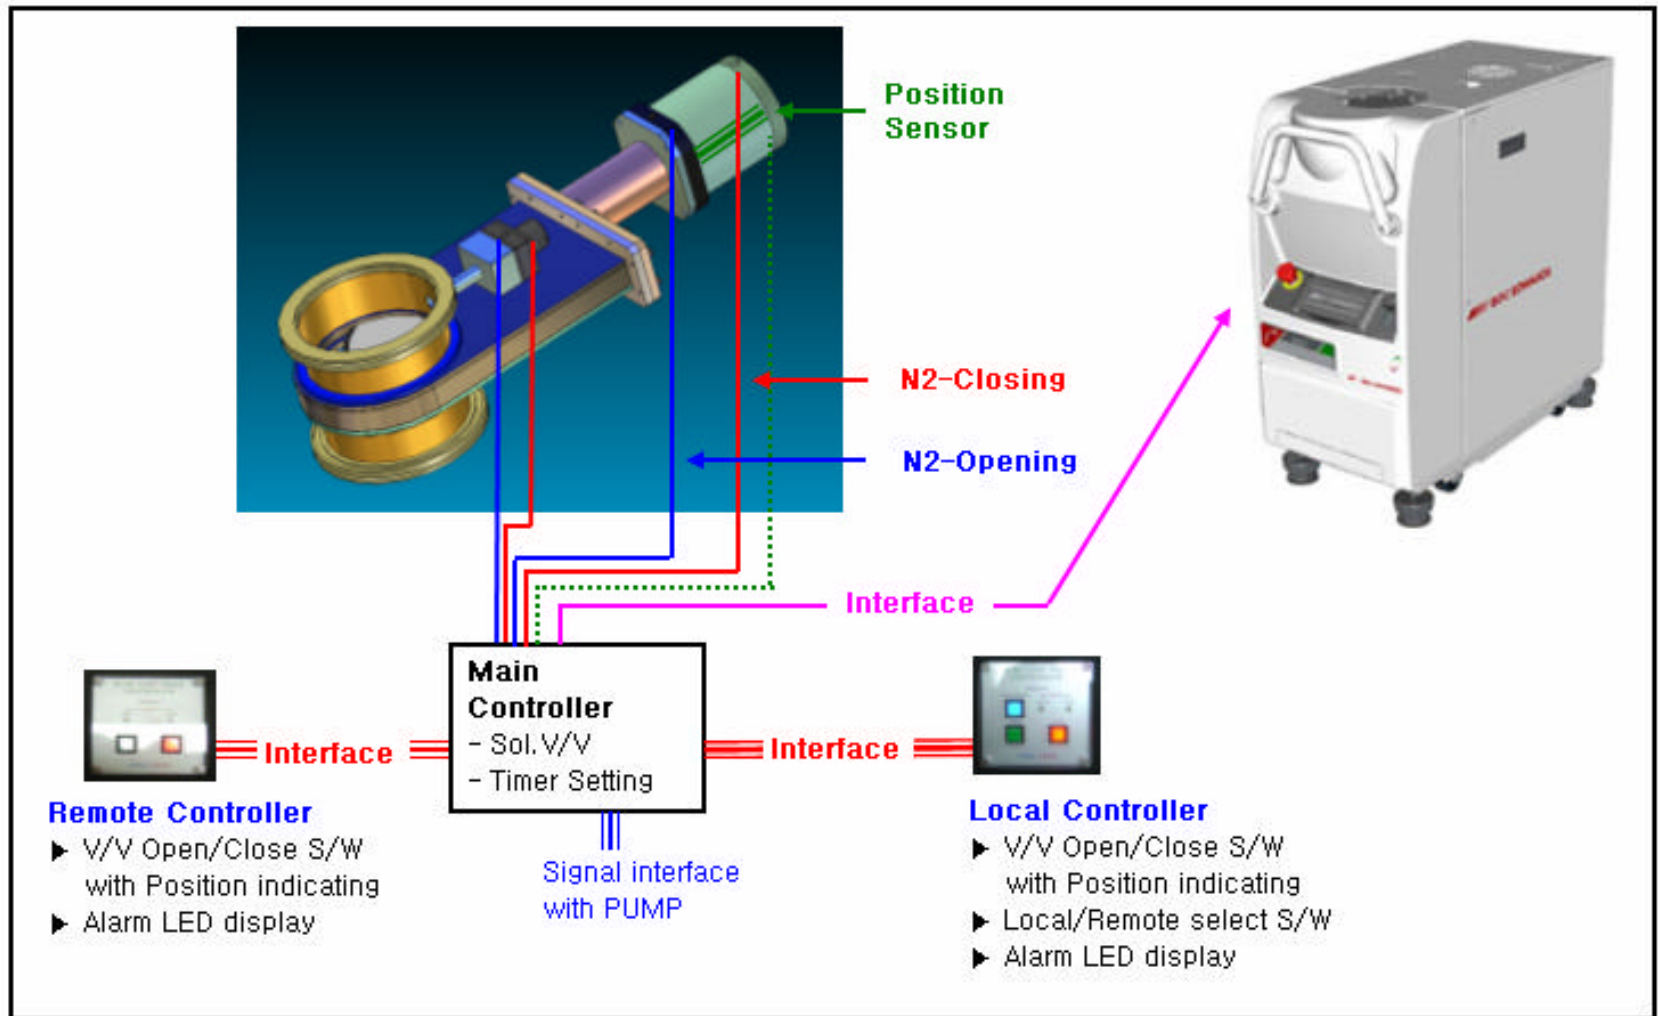 Position
Sensor
N2-Closing
N2-Opening
Interface
Main
Controller
- Sol.V/V
- Timer Setting
Interface
Interface
Remote Controller
▶ V/V Open/Close S/W
with Position indicating
▶ Alarm LED display
Signal interface
with PUMP
Local Controller
▶ V/V Open/Close S/W
with Position indicating
▶ Local/Remote select S/W
▶ Alarm LED display